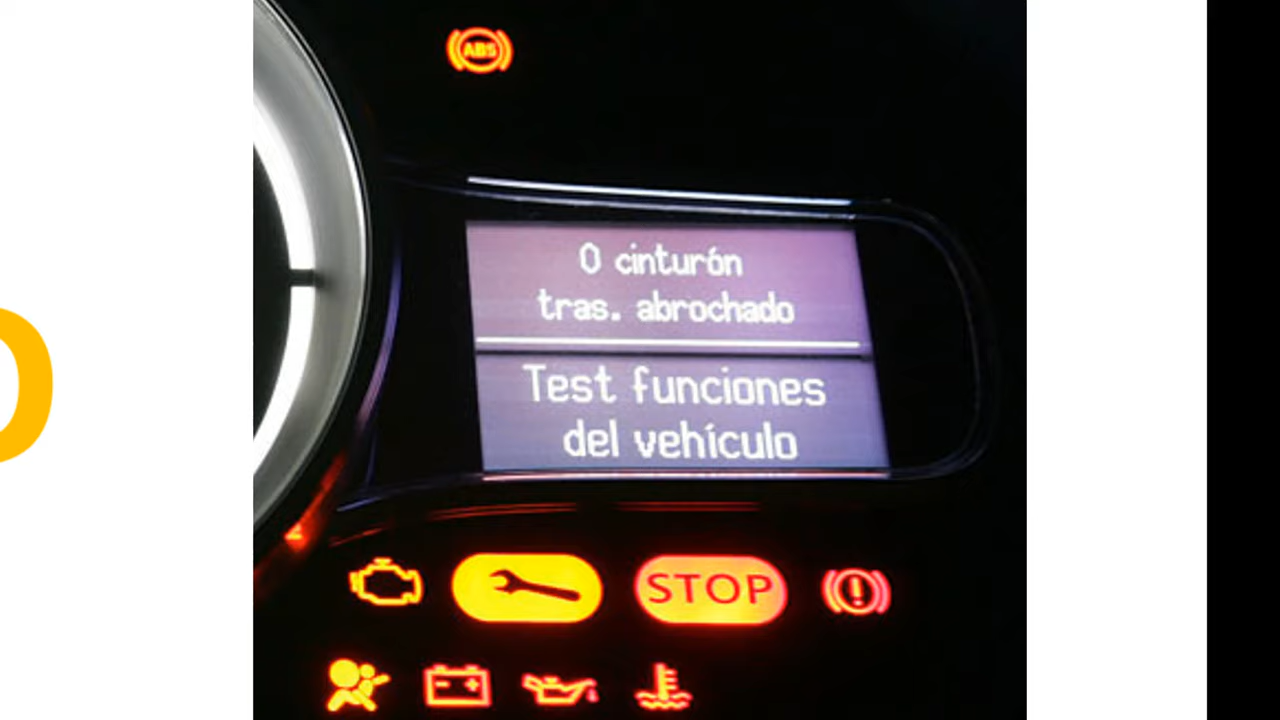 ABS
0 cinturón
tras. abrochado
Test funciones
del vehículo
STOP